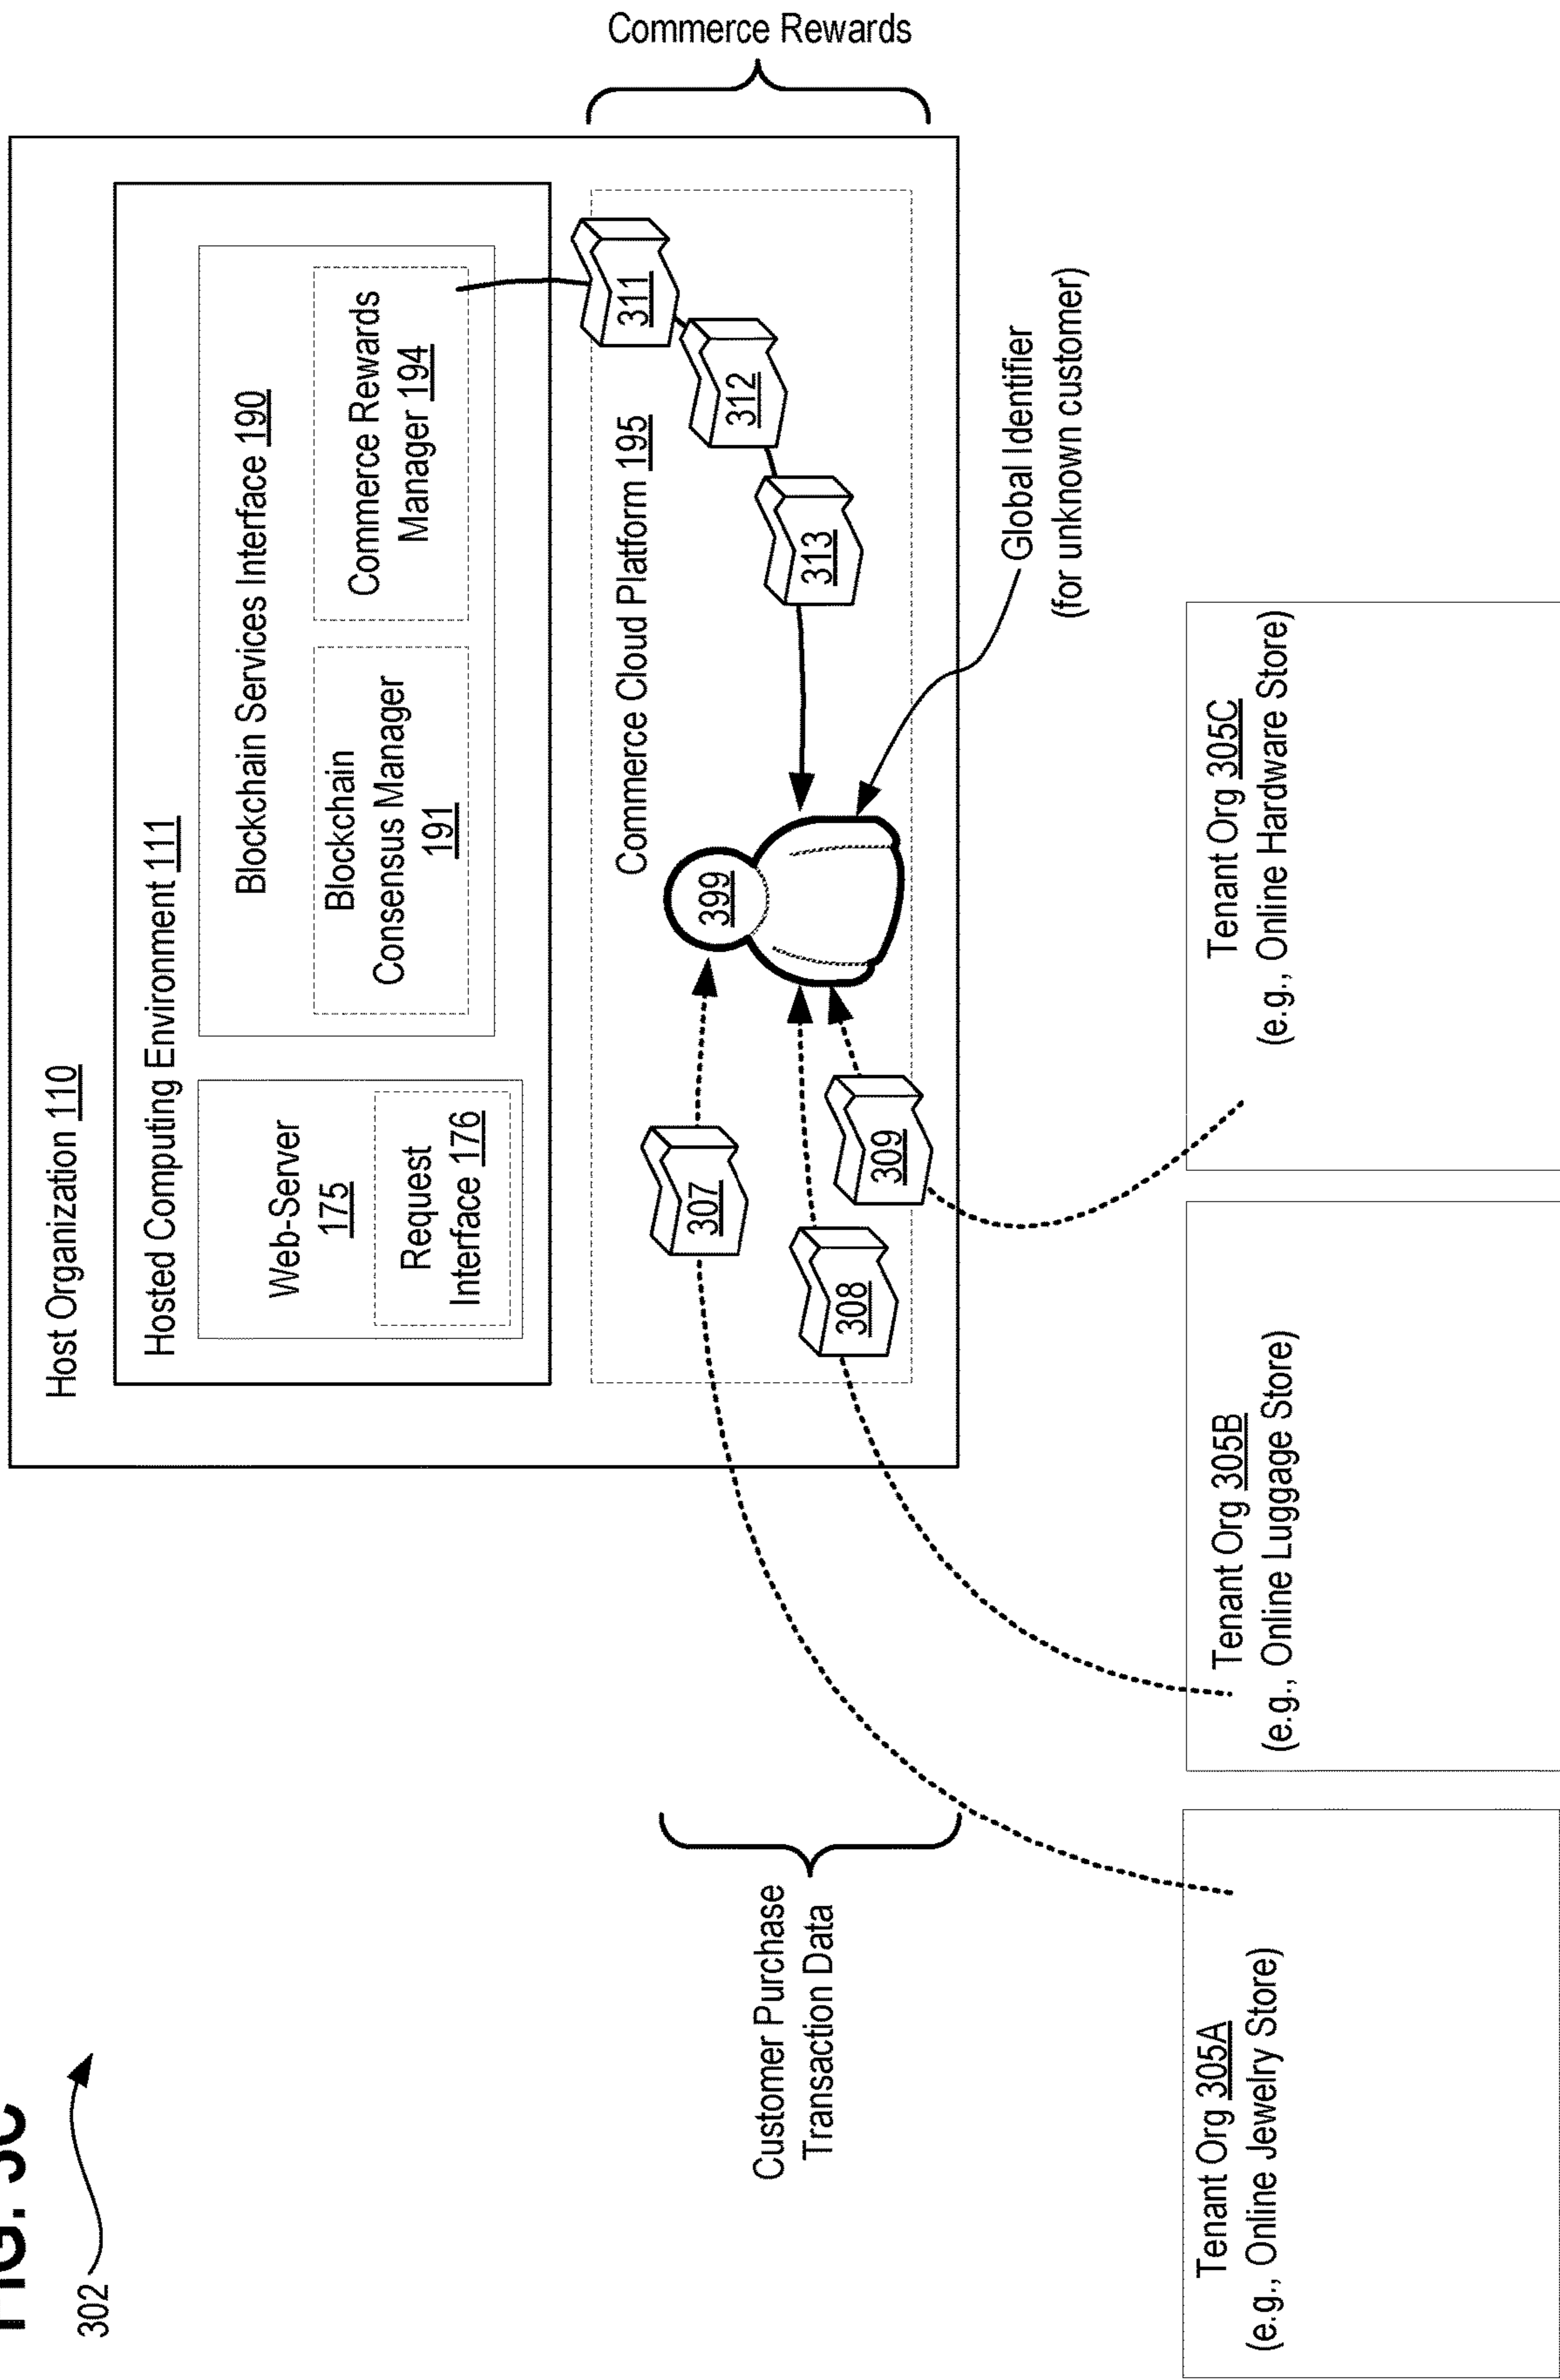 FIG. 3C
302
Host Organization 110
Hosted Computing Environment 111
Web-Server
175
Request
Interface 176
Blockchain Services Interface 190
Blockchain
Consensus Manager
191
Commerce Rewards
Manager 194
Commerce Cloud Platform 195
Commerce Rewards
307
308
309
399
311
312
313
Global Identifier
(for unknown customer)
Customer Purchase
Transaction Data
Tenant Org 305A
(e.g., Online Jewelry Store)
Tenant Org 305B
(e.g., Online Luggage Store)
Tenant Org 305C
(e.g., Online Hardware Store)